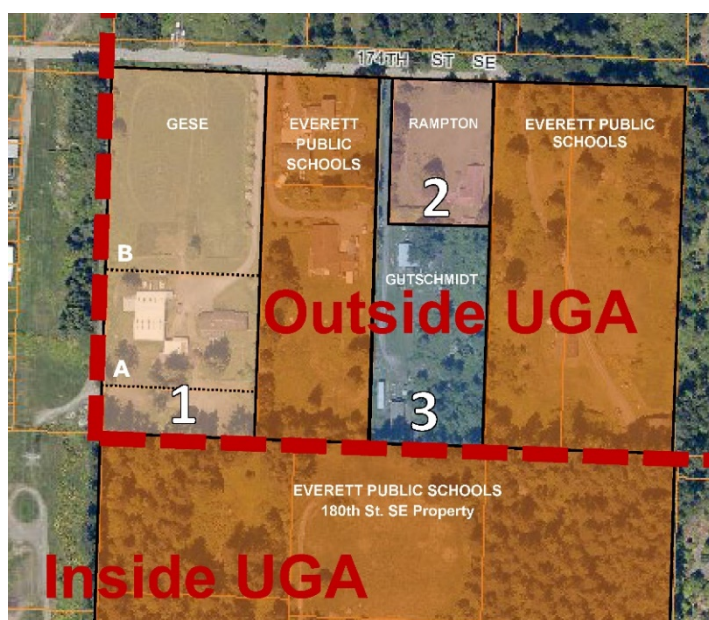 174TH ST SE
GESE
EVERETT
PUBLIC
SCHOOLS
RAMPTON
EVERETT PUBLIC
SCHOOLS
2
B
GUTSCHMIDT
Outside UGA
A
1
3
EVERETT PUBLIC SCHOOLS
180th St. SE Property
Inside UGA